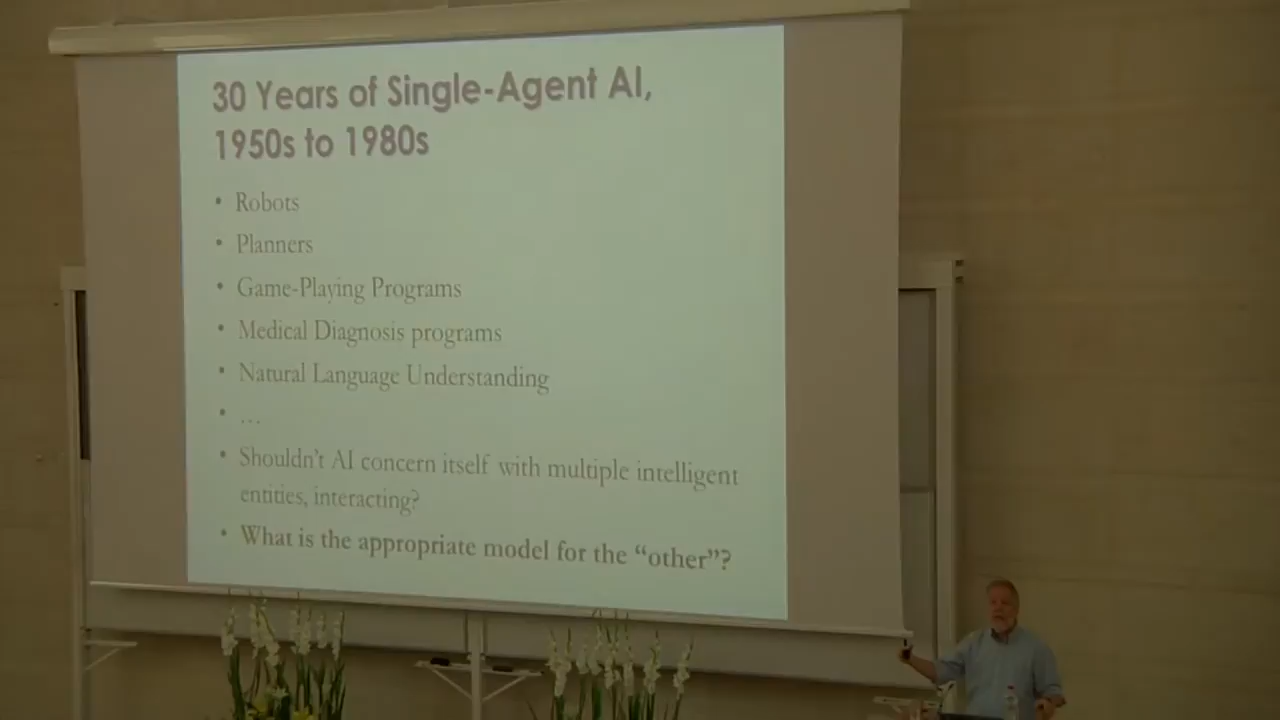 30 Years of Single-Agent AI,
1950s to 1980s
• Robots
• Planners
• Game-Playing Programs
• Medical Diagnosis programs
• Natural Language Understanding
• …
• Shouldn't AI concern itself with multiple intelligent
entities, interacting?
• What is the appropriate model for the “other”?